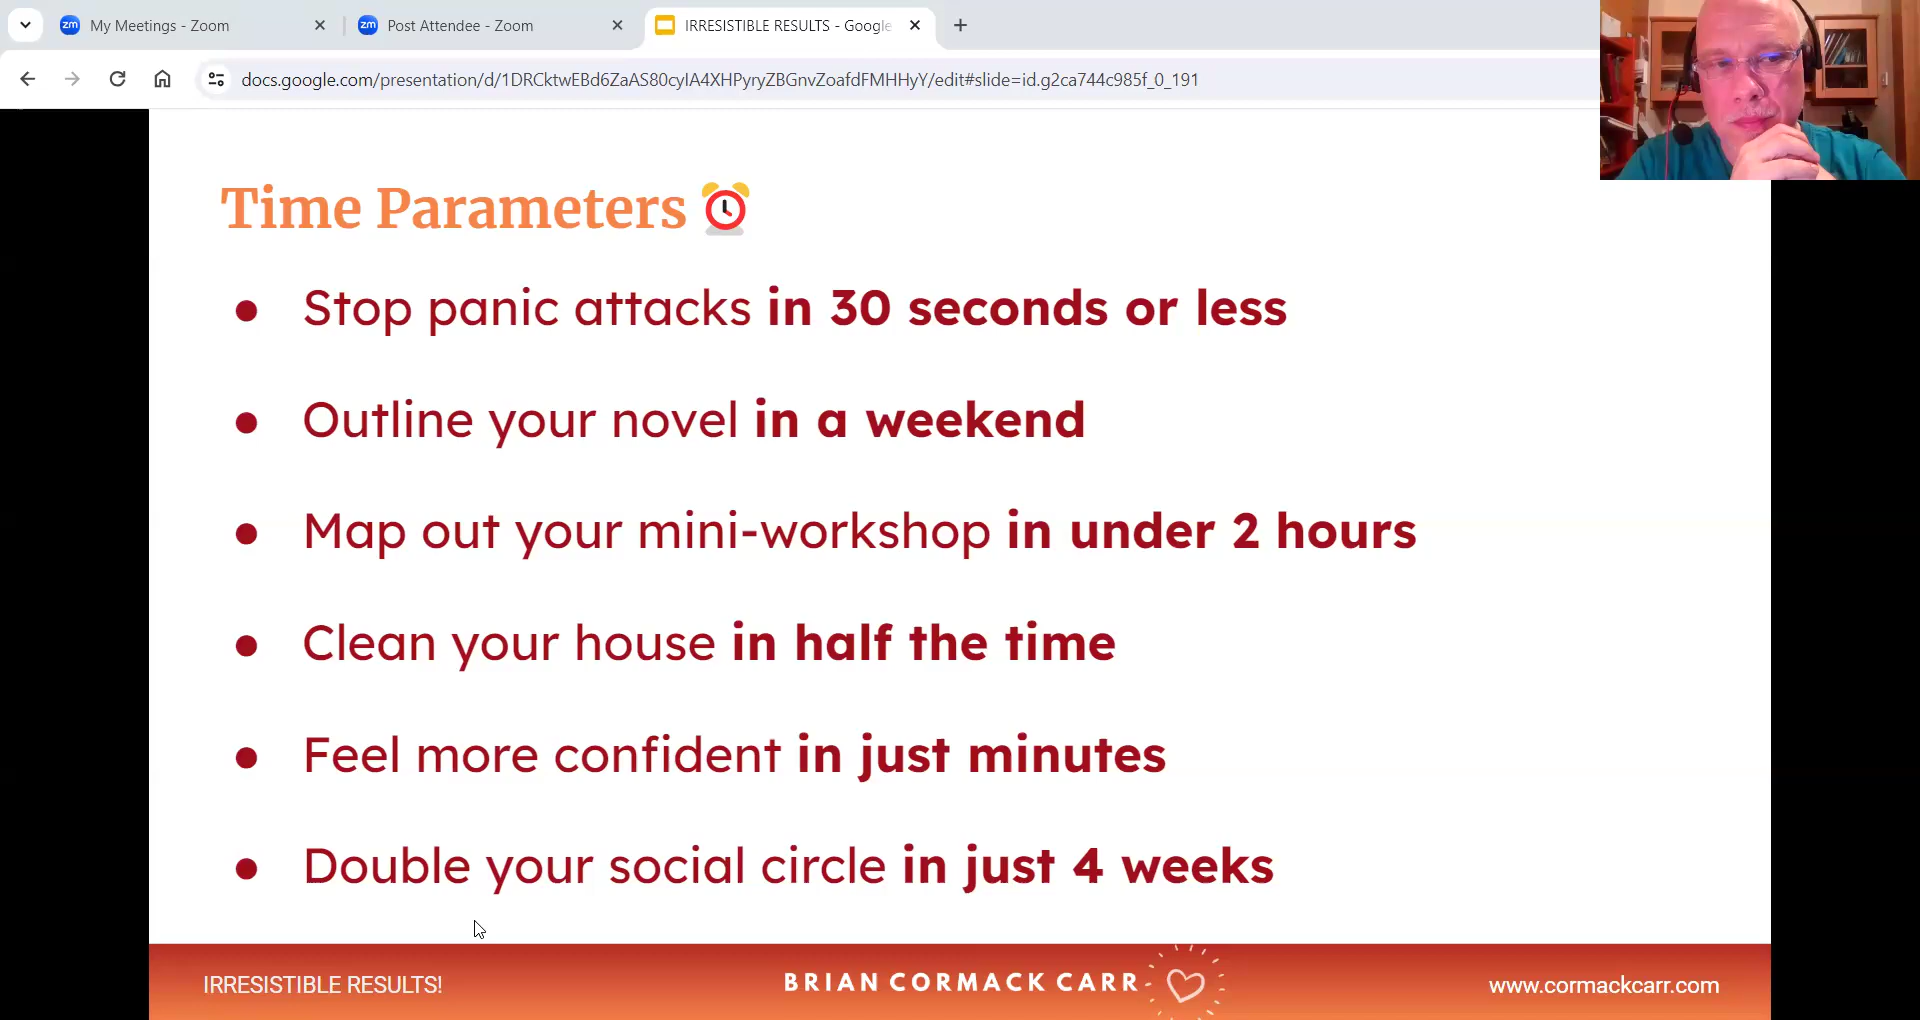 My Meetings - Zoom
Post Attendee - Zoom
IRRESISTIBLE RESULTS - Google
docs.google.com/presentation/d/1DRCktwEBd6ZaAS80cyIA4XHPyryZBGnvZoafdFMHHyY/edit#slide=id.g2ca744c985f_0_191
Time Parameters
● Stop panic attacks in 30 seconds or less
● Outline your novel in a weekend
● Map out your mini-workshop in under 2 hours
● Clean your house in half the time
● Feel more confident in just minutes
● Double your social circle in just 4 weeks
IRRESISTIBLE RESULTS!
BRIAN CORMACK CARR
www.cormackcarr.com